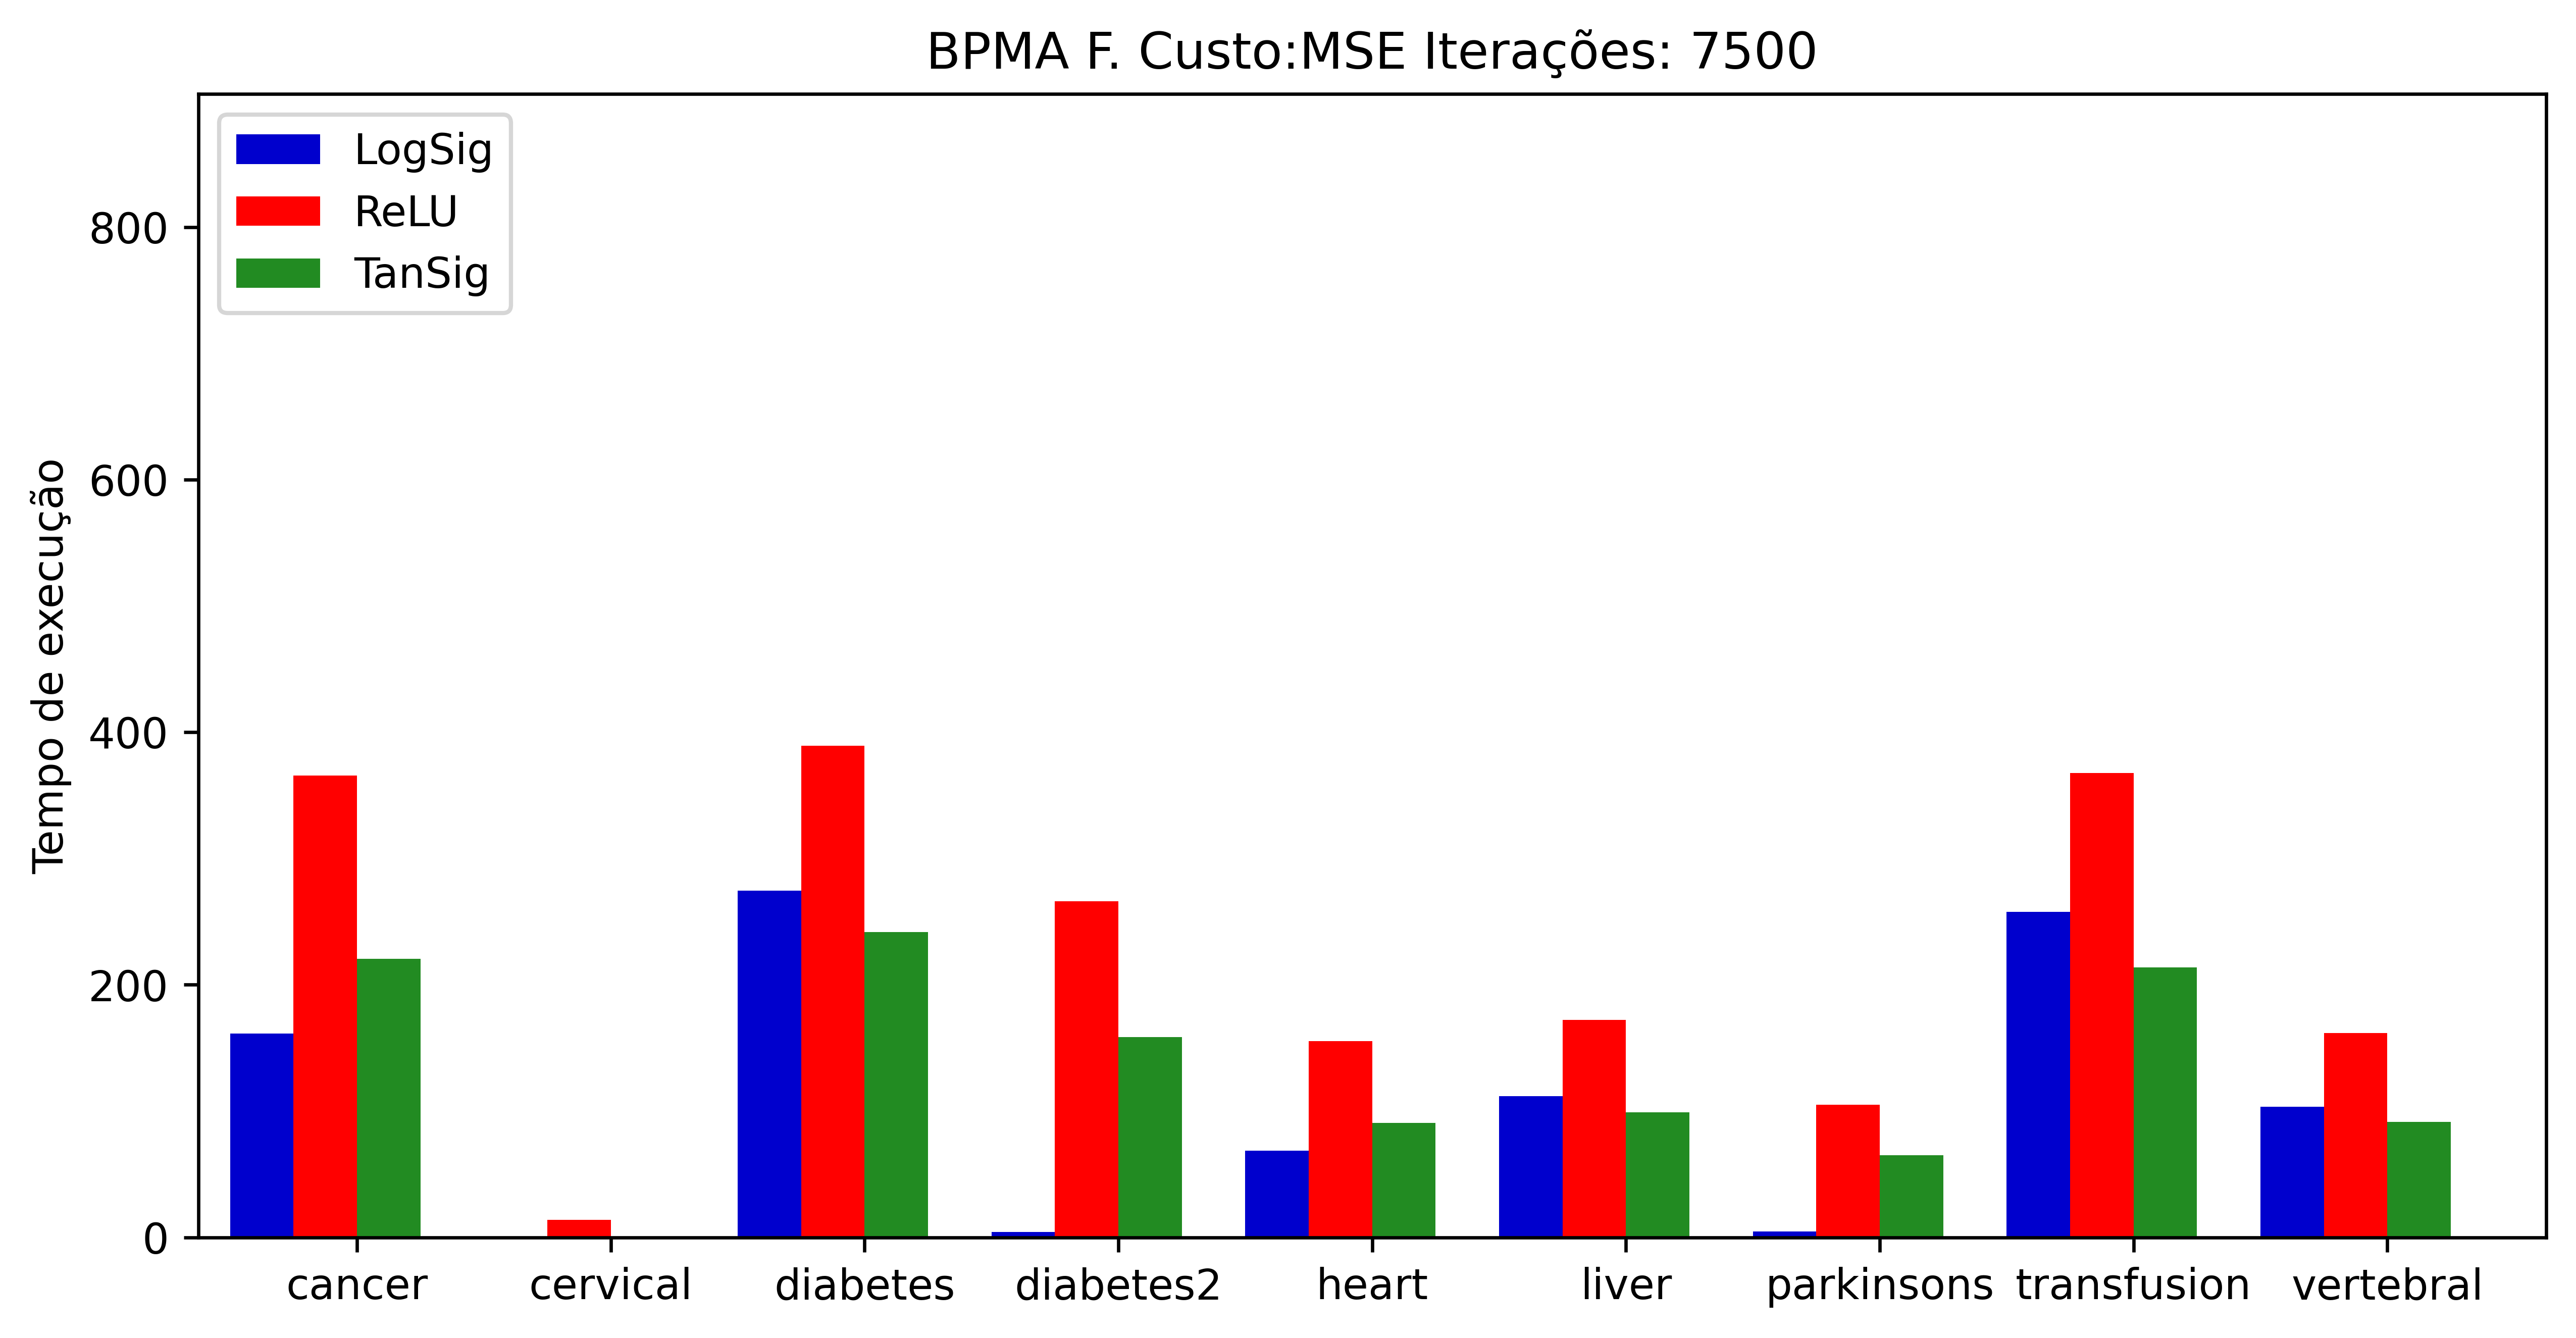 BPMA F. Custo:MSE Iterações: 7500
LogSig
ReLU
TanSig
Tempo de execução
800
600
400
200
0
cancer
cervical
diabetes
diabetes2
heart
liver
parkinsons
transfusion
vertebral